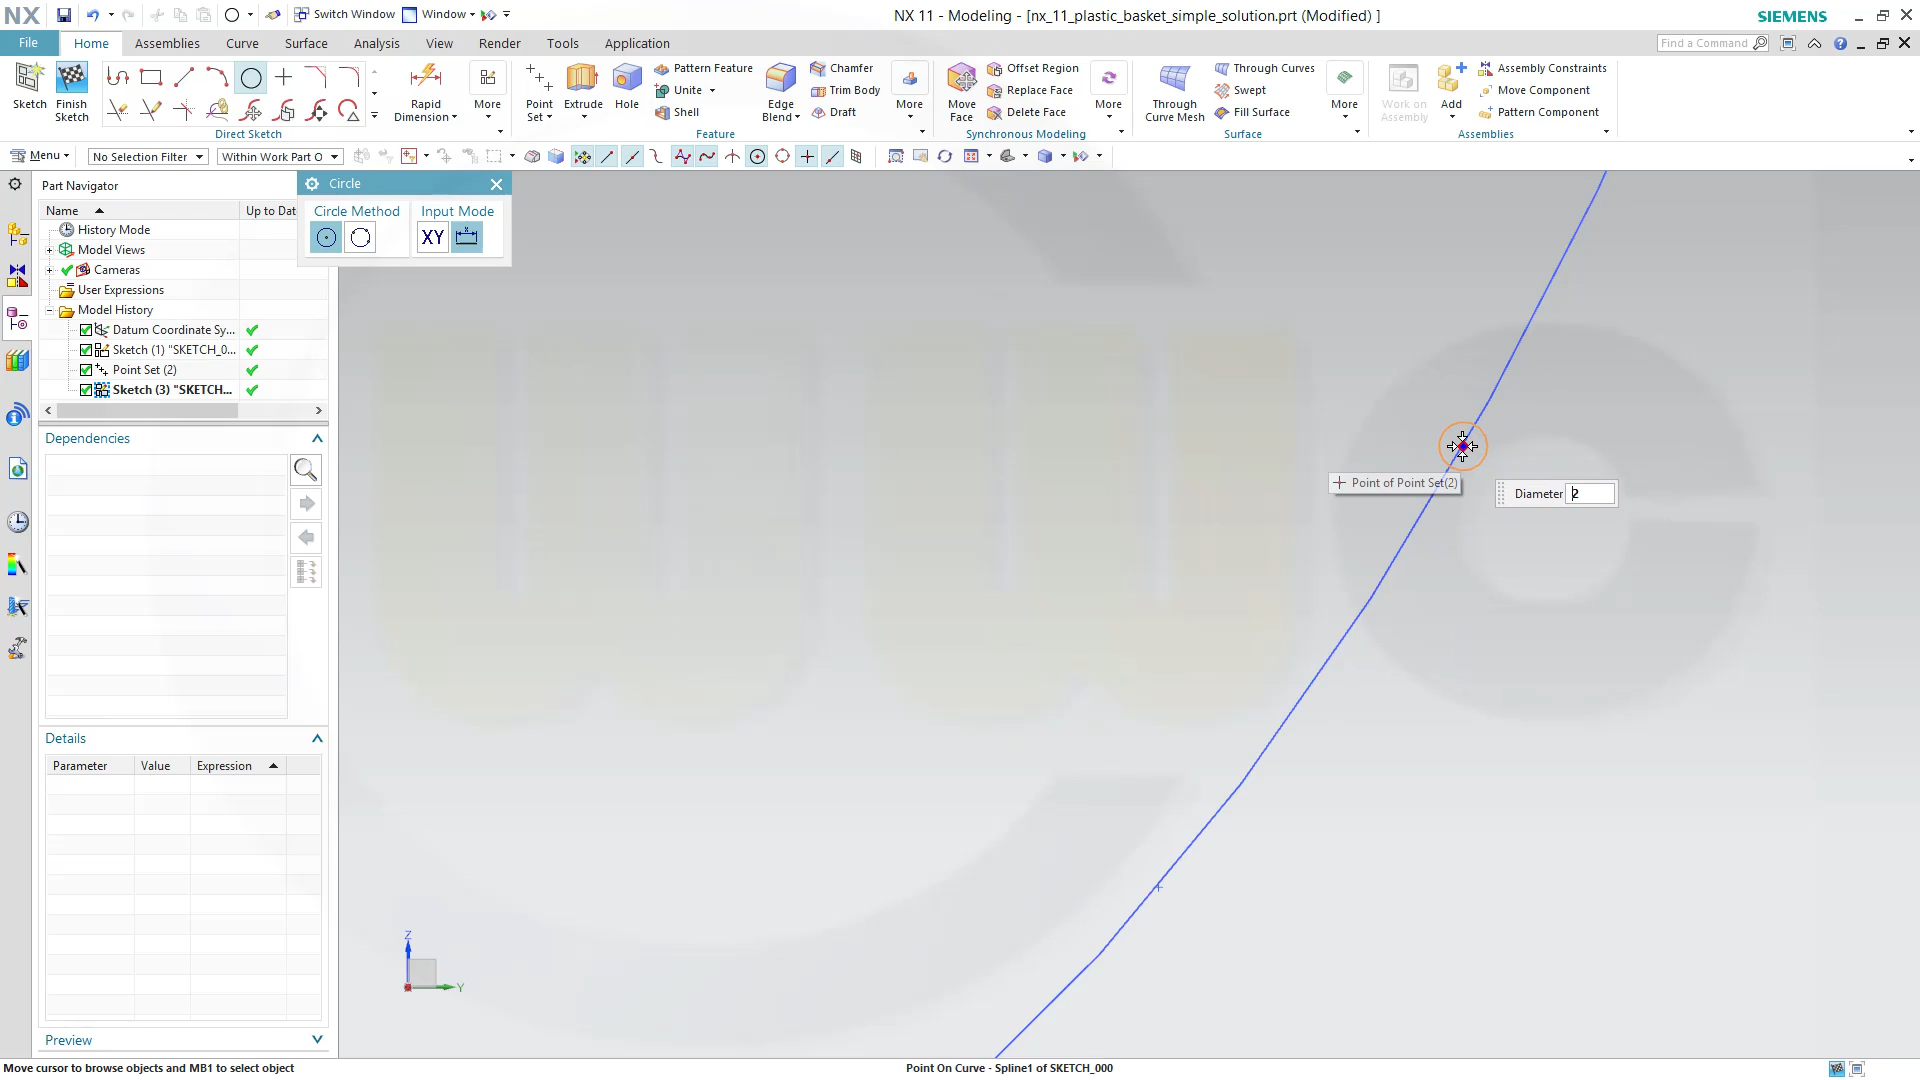 NX
Switch Window
Window
NX 11 - Modeling - [nx_11_plastic_basket_simple_solution.prt (Modified) ]
SIEMENS
File
Home
Assemblies
Curve
Surface
Analysis
View
Render
Tools
Application
Find a Command
Sketch
Finish Sketch
Direct Sketch
Rapid Dimension
More
Point Set
Extrude
Hole
Pattern Feature
Unite
Shell
Edge Blend
Chamfer
Trim Body
Draft
More
Feature
Move Face
Offset Region
Replace Face
Delete Face
More
Synchronous Modeling
Through Curve Mesh
Through Curves
Swept
Fill Surface
More
Surface
Work on Assembly
Add
Assembly Constraints
Move Component
Pattern Component
Assemblies
Menu
No Selection Filter
Within Work Part O
Part Navigator
Name
Up to Dat
History Mode
Model Views
Cameras
User Expressions
Model History
Datum Coordinate Sy...
Sketch (1) "SKETCH_0...
Point Set (2)
Sketch (3) "SKETCH...
Circle
Circle Method
Input Mode
XY
Dependencies
Details
Parameter
Value
Expression
Preview
Point of Point Set(2)
Diameter 2
Z
Y
Move cursor to browse objects and MB1 to select object
Point On Curve - Spline1 of SKETCH_000